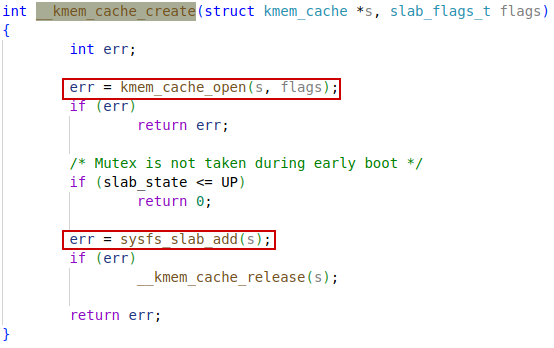 int __kmem_cache_create(struct kmem_cache *s, slab_flags_t flags)
{
        int err;

        err = kmem_cache_open(s, flags);
        if (err)
                return err;

        /* Mutex is not taken during early boot */
        if (slab_state <= UP)
                return 0;

        err = sysfs_slab_add(s);
        if (err)
                __kmem_cache_release(s);

        return err;
}